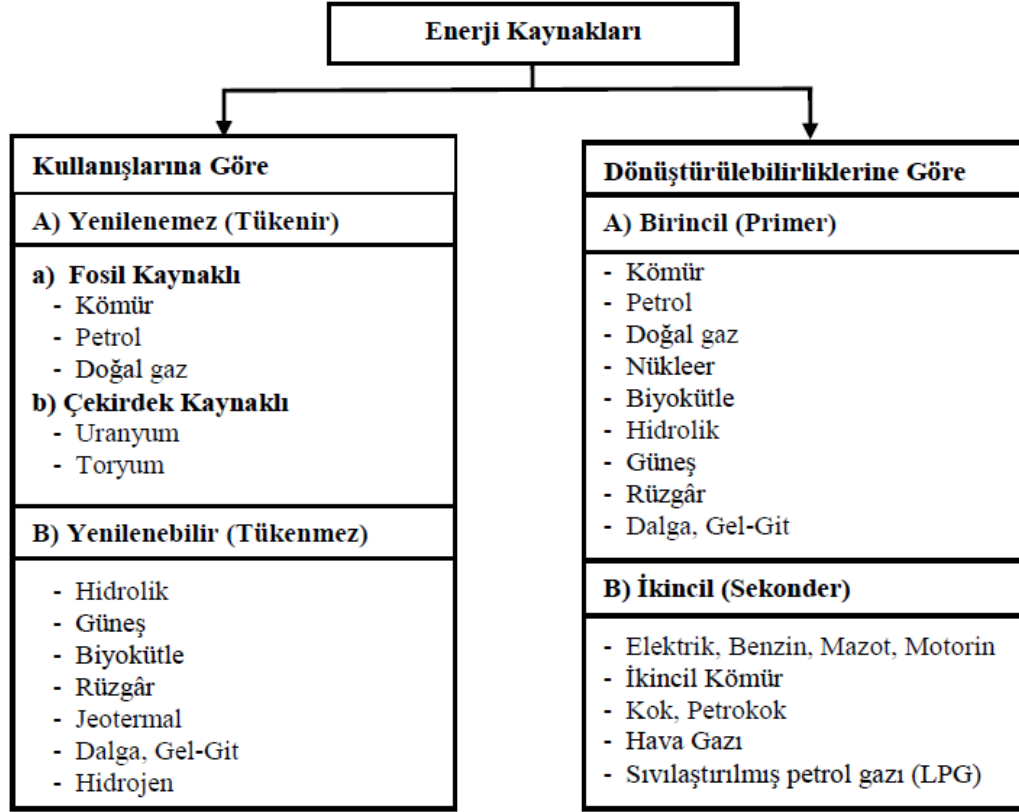 Enerji Kaynakları
Kullanışlarına Göre
A) Yenilenemez (Tükenir)
a) Fosil Kaynaklı
- Kömür
- Petrol
- Doğal gaz
b) Çekirdek Kaynaklı
- Uranyum
- Toryum
B) Yenilenebilir (Tükenmez)
- Hidrolik
- Güneş
- Biyokütle
- Rüzgâr
- Jeotermal
- Dalga, Gel-Git
- Hidrojen
Dönüştürülebilirliklerine Göre
A) Birincil (Primer)
- Kömür
- Petrol
- Doğal gaz
- Nükleer
- Biyokütle
- Hidrolik
- Güneş
- Rüzgâr
- Dalga, Gel-Git
B) İkincil (Sekonder)
- Elektrik, Benzin, Mazot, Motorin
- İkincil Kömür
- Kok, Petrokok
- Hava Gazı
- Sıvılaştırılmış petrol gazı (LPG)